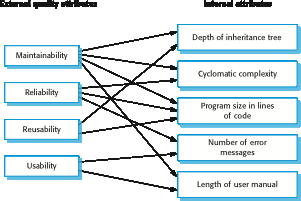 External quality attributes
Internal attributes
Maintainability
Reliability
Reusability
Usability
Depth of inheritance tree
Cyclomatic complexity
Program size in lines
of code
Number of error
messages
Length of user manual